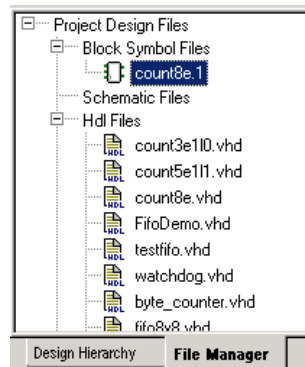 Project Design Files
Block Symbol Files
count8e.1
Schematic Files
Hdl Files
count3e1l0.vhd
count5e1l1.vhd
count8e.vhd
FifoDemo.vhd
testfifo.vhd
watchdog.vhd
byte_counter.vhd
fifo8v8.vhd
Design Hierarchy
File Manager